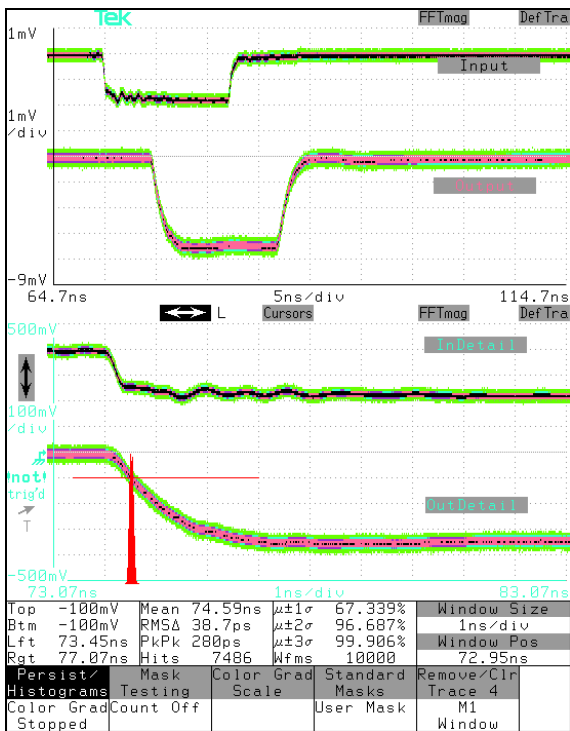 Tek
FFTmag DefTra
1mV
Input
1mV
/div
Output
-9mV
64.7ns 5ns/div 114.7ns
L Cursors FFTmag DefTra
500mV
InDetail
100mV
/div
not
trig'd
T
OutDetail
-500mV
73.07ns 1ns/div 83.07ns
Top -100mV Mean 74.59ns µ±1σ 67.339% Window Size
Btm -100mV RMSΔ 38.7ps µ±2σ 96.687% 1ns/div
Lft 73.45ns PkPk 280ps µ±3σ 99.906% Window Pos
Rgt 77.07ns Hits 7486 Wfms 10000 72.95ns
Persist/ Mask Color Grad Standard Remove/Clr
Histograms Testing Scale Masks Trace 4
Color Grad Count Off User Mask M1
Stopped Window